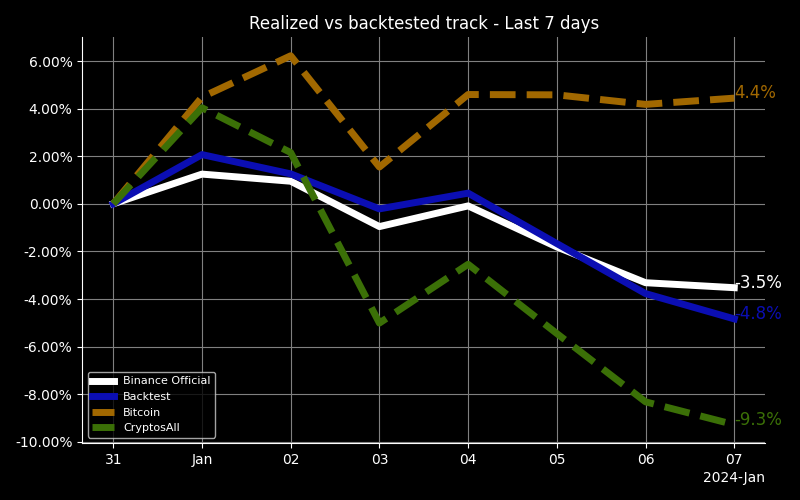 Realized vs backtested track - Last 7 days
6.00%
4.00%
2.00%
0.00%
-2.00%
-4.00%
-6.00%
-8.00%
-10.00%
4.4%
-3.5%
-4.8%
-9.3%
Binance Official
Backtest
Bitcoin
CryptosAll
31 Jan 02 03 04 05 06 07
2024-Jan